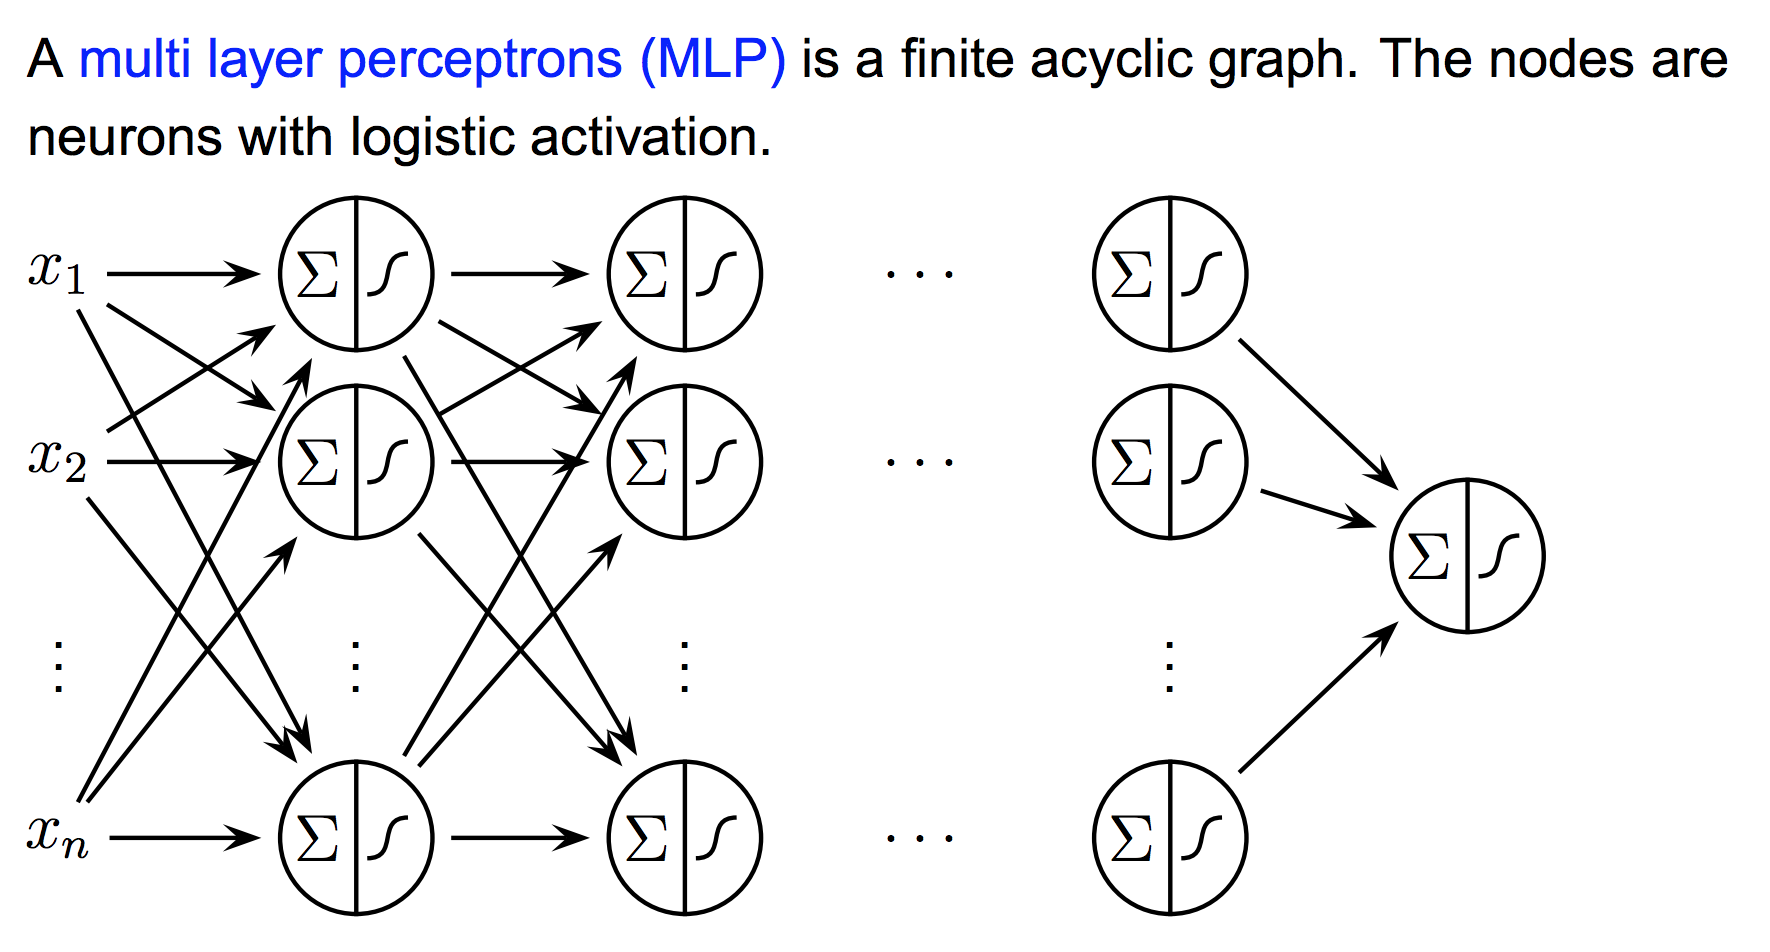 A multi layer perceptrons (MLP) is a finite acyclic graph. The nodes are
neurons with logistic activation.
x₁ Σ Σ ··· Σ
x₂ Σ Σ ··· Σ
Σ
⋮ ⋮ ⋮ ⋮
xₙ Σ Σ ··· Σ